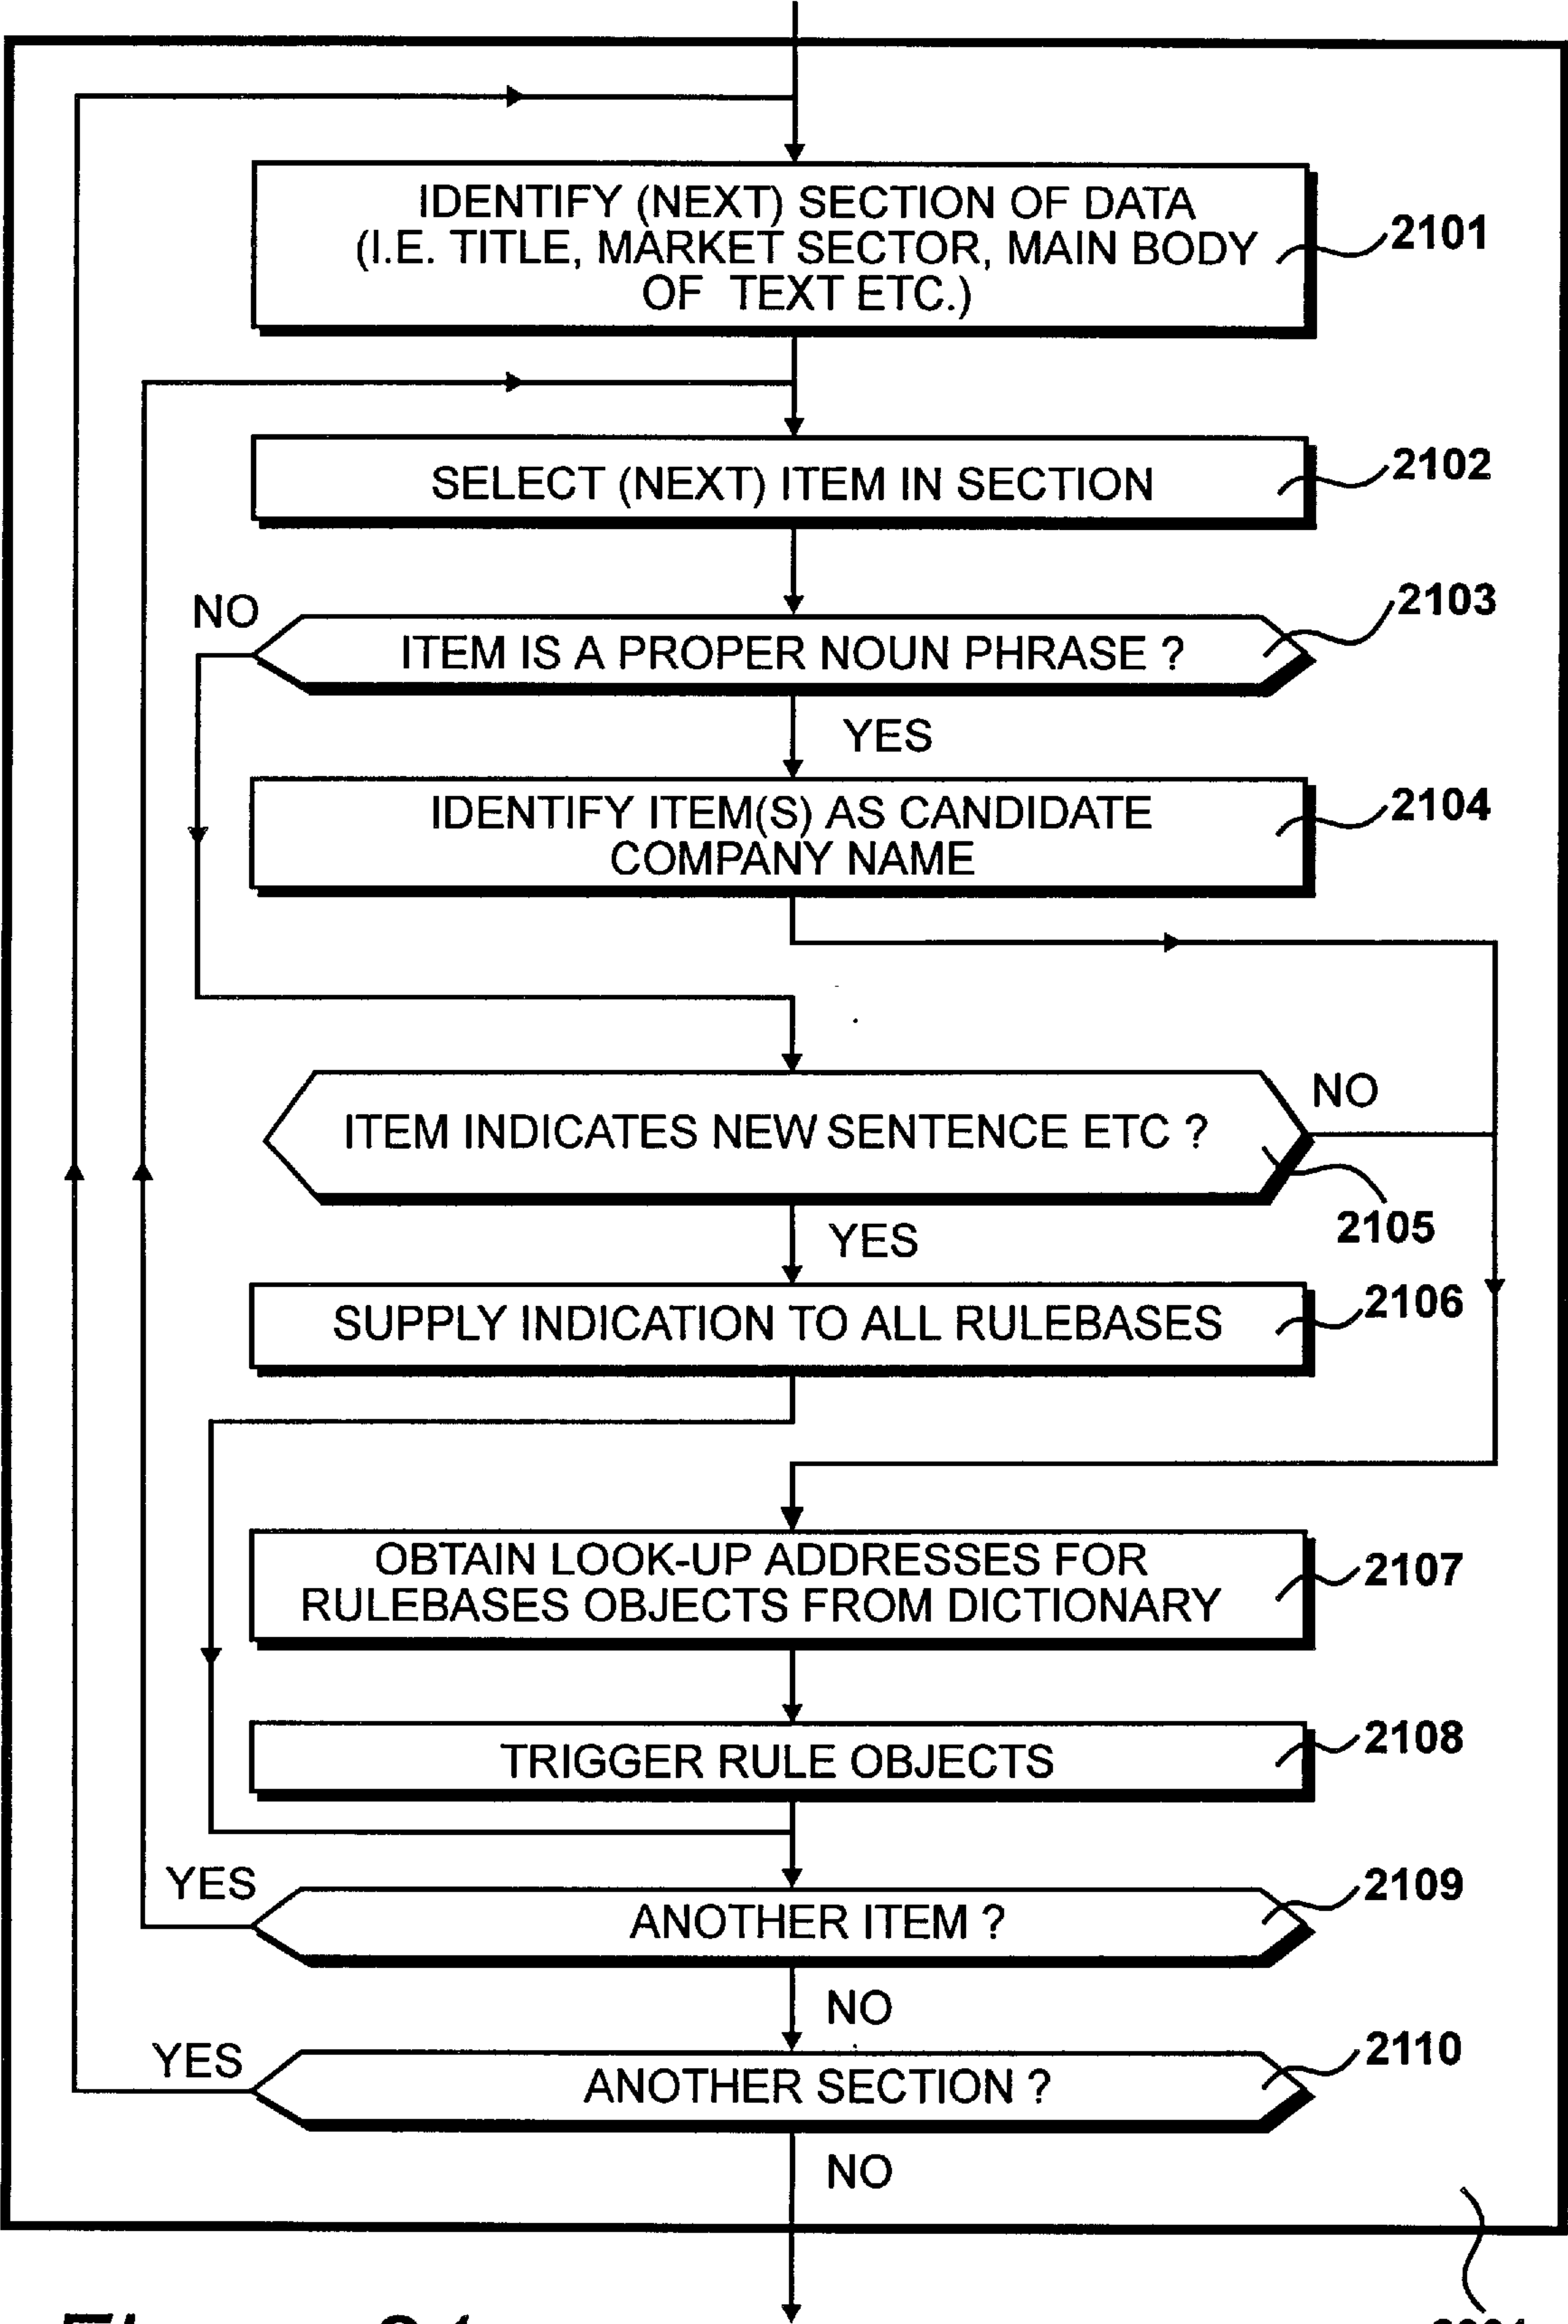 IDENTIFY (NEXT) SECTION OF DATA
(I.E. TITLE, MARKET SECTOR, MAIN BODY
OF TEXT ETC.)
2101
SELECT (NEXT) ITEM IN SECTION
2102
NO
ITEM IS A PROPER NOUN PHRASE ?
2103
YES
IDENTIFY ITEM(S) AS CANDIDATE
COMPANY NAME
2104
ITEM INDICATES NEW SENTENCE ETC ?
NO
2105
YES
SUPPLY INDICATION TO ALL RULEBASES
2106
OBTAIN LOOK-UP ADDRESSES FOR
RULEBASES OBJECTS FROM DICTIONARY
2107
TRIGGER RULE OBJECTS
2108
YES
ANOTHER ITEM ?
2109
NO
YES
ANOTHER SECTION ?
2110
NO